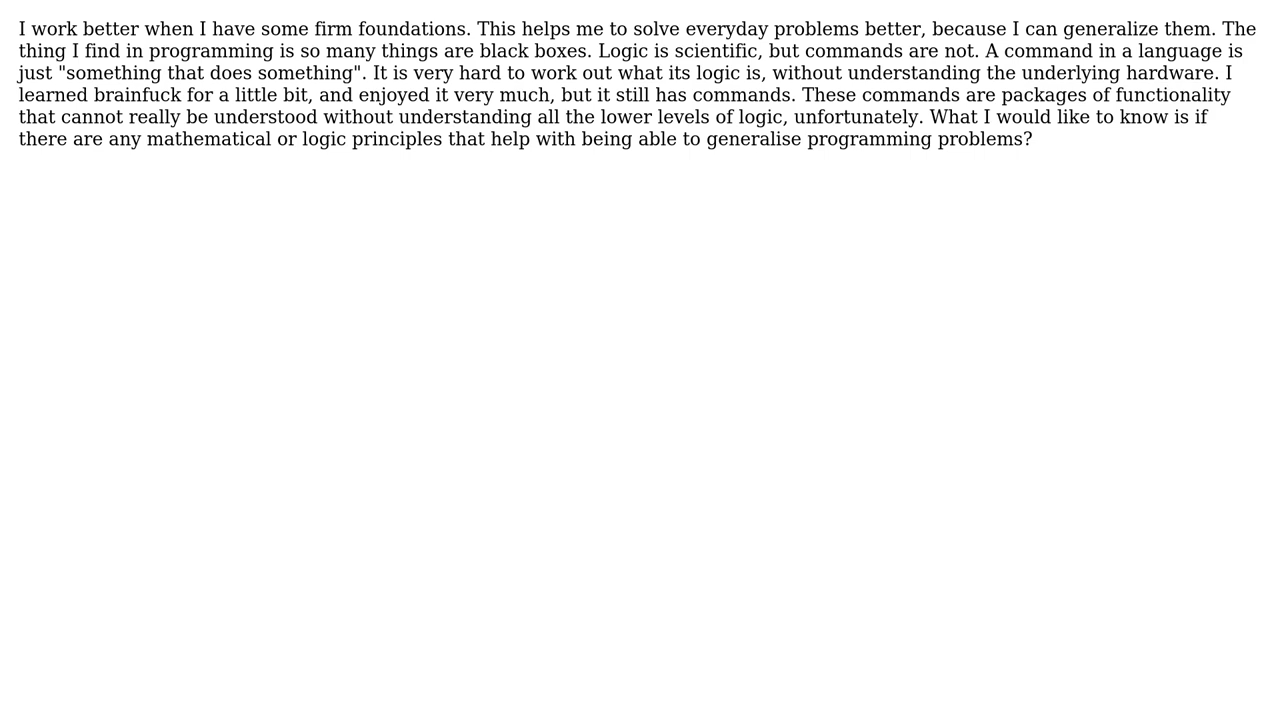 I work better when I have some firm foundations. This helps me to solve everyday problems better, because I can generalize them. The
thing I find in programming is so many things are black boxes. Logic is scientific, but commands are not. A command in a language is
just "something that does something". It is very hard to work out what its logic is, without understanding the underlying hardware. I
learned brainfuck for a little bit, and enjoyed it very much, but it still has commands. These commands are packages of functionality
that cannot really be understood without understanding all the lower levels of logic, unfortunately. What I would like to know is if
there are any mathematical or logic principles that help with being able to generalise programming problems?